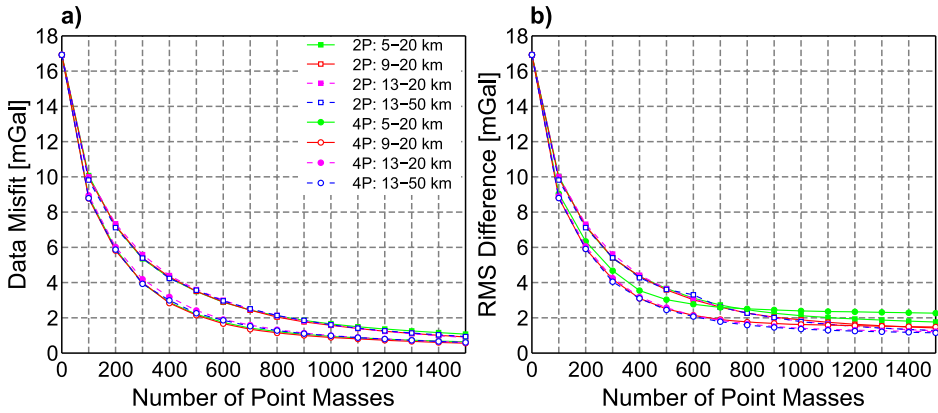 a)
Data Misfit [mGal]
18
16
14
12
10
8
6
4
2
0
2P: 5–20 km
2P: 9–20 km
2P: 13–20 km
2P: 13–50 km
4P: 5–20 km
4P: 9–20 km
4P: 13–20 km
4P: 13–50 km
0 200 400 600 800 1000 1200 1400
Number of Point Masses
b)
RMS Difference [mGal]
18
16
14
12
10
8
6
4
2
0
0 200 400 600 800 1000 1200 1400
Number of Point Masses